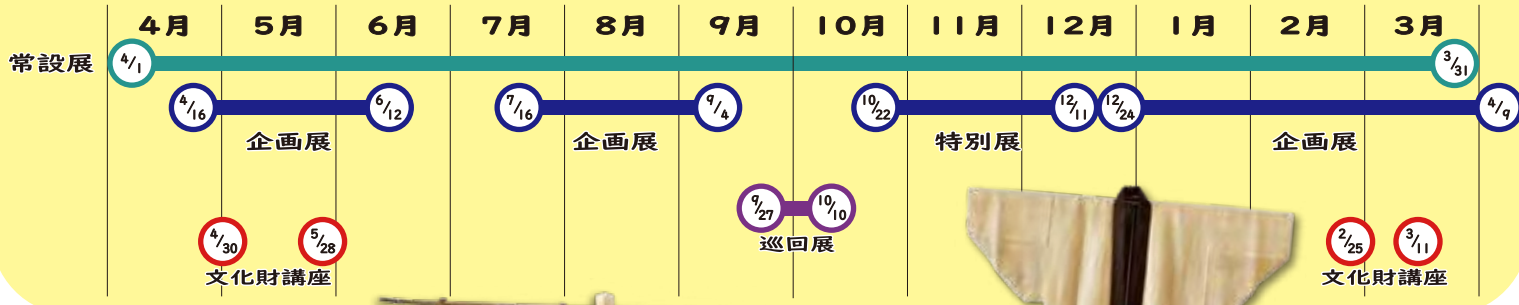 4月 5月 6月 7月 8月 9月 10月 11月 12月 1月 2月 3月
常設展 4/1 3/31
4/16 6/12 7/16 9/4 10/22 12/11 12/24 4/9
企画展 企画展 特別展 企画展
9/27 10/10
巡回展
4/30 5/28 2/25 3/11
文化財講座 文化財講座